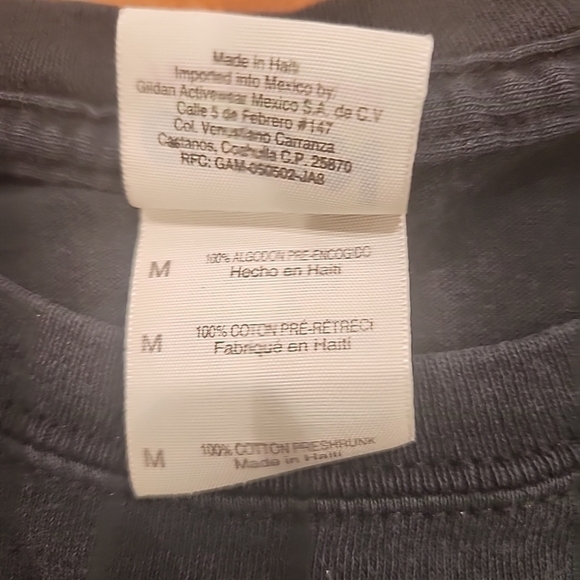 Made in Haiti
Imported into Mexico by:
Gildan Activewear Mexico S.A. de C.V
Calle 5 de Febrero #147
Col. Venustiano Carranza
Castanos, Coahuila C.P. 25870
RFC: GAM-050502-JA8
M 100% ALGODON PRE-ENCOGIDO
Hecho en Haiti
M 100% COTON PRÉ-RÉTRÉCI
Fabriqué en Haïti
M 100% COTTON PRESHRUNK
Made in Haiti